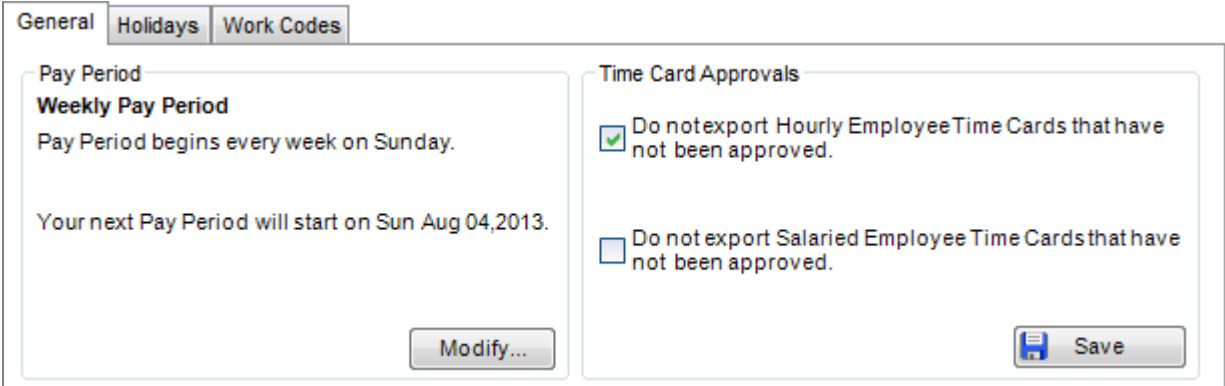 General Holidays Work Codes
Pay Period
Weekly Pay Period
Pay Period begins every week on Sunday.
Your next Pay Period will start on Sun Aug 04,2013.
Modify...
Time Card Approvals
Do not export Hourly Employee Time Cards that have
not been approved.
Do not export Salaried Employee Time Cards that have
not been approved.
Save